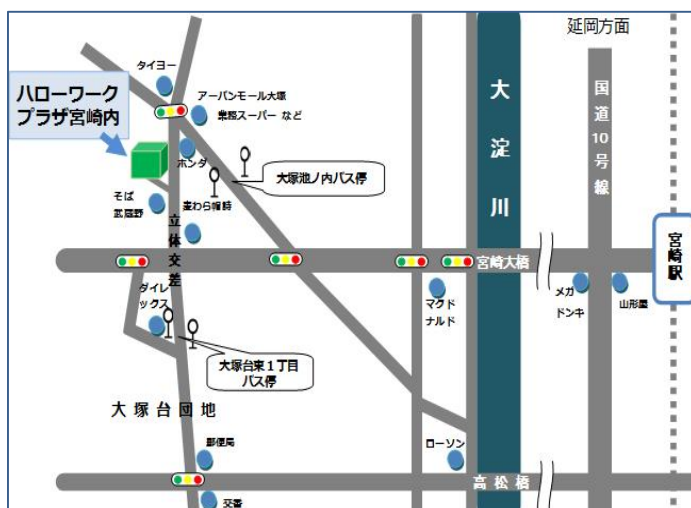 延岡方面
タイヨー
ハローワーク
プラザ宮崎内
アーバンモール大塚
業務スーパー など
大淀川
国道10号線
ホンダ
大塚池ノ内バス停
そば
武蔵野
麦わら帽時
立体交差
宮崎大橋
宮崎駅
ダイレ
ックス
マクド
ナルド
メガ
ドンキ
山形屋
大塚台東１丁目
バス停
大塚台団地
郵便局
ローソン
高松橋
交番